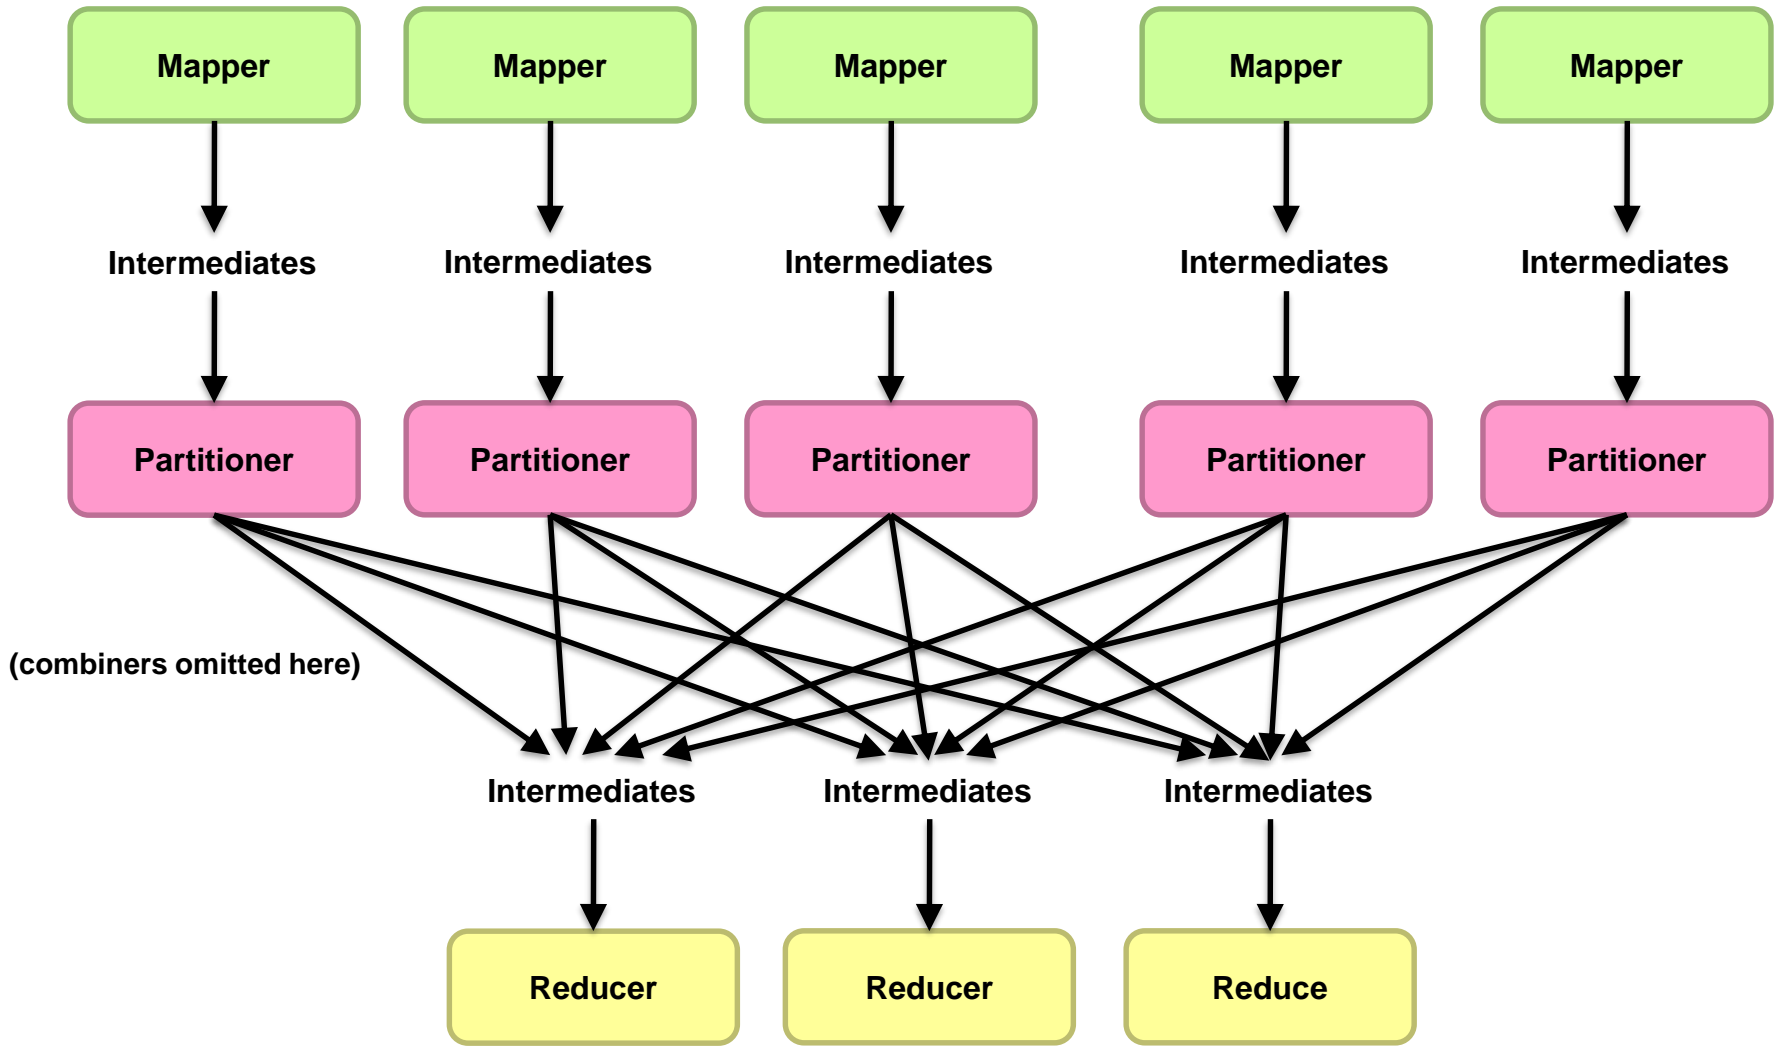 Mapper
Mapper
Mapper
Mapper
Mapper
Intermediates
Intermediates
Intermediates
Intermediates
Intermediates
Partitioner
Partitioner
Partitioner
Partitioner
Partitioner
(combiners omitted here)
Intermediates
Intermediates
Intermediates
Reducer
Reducer
Reduce